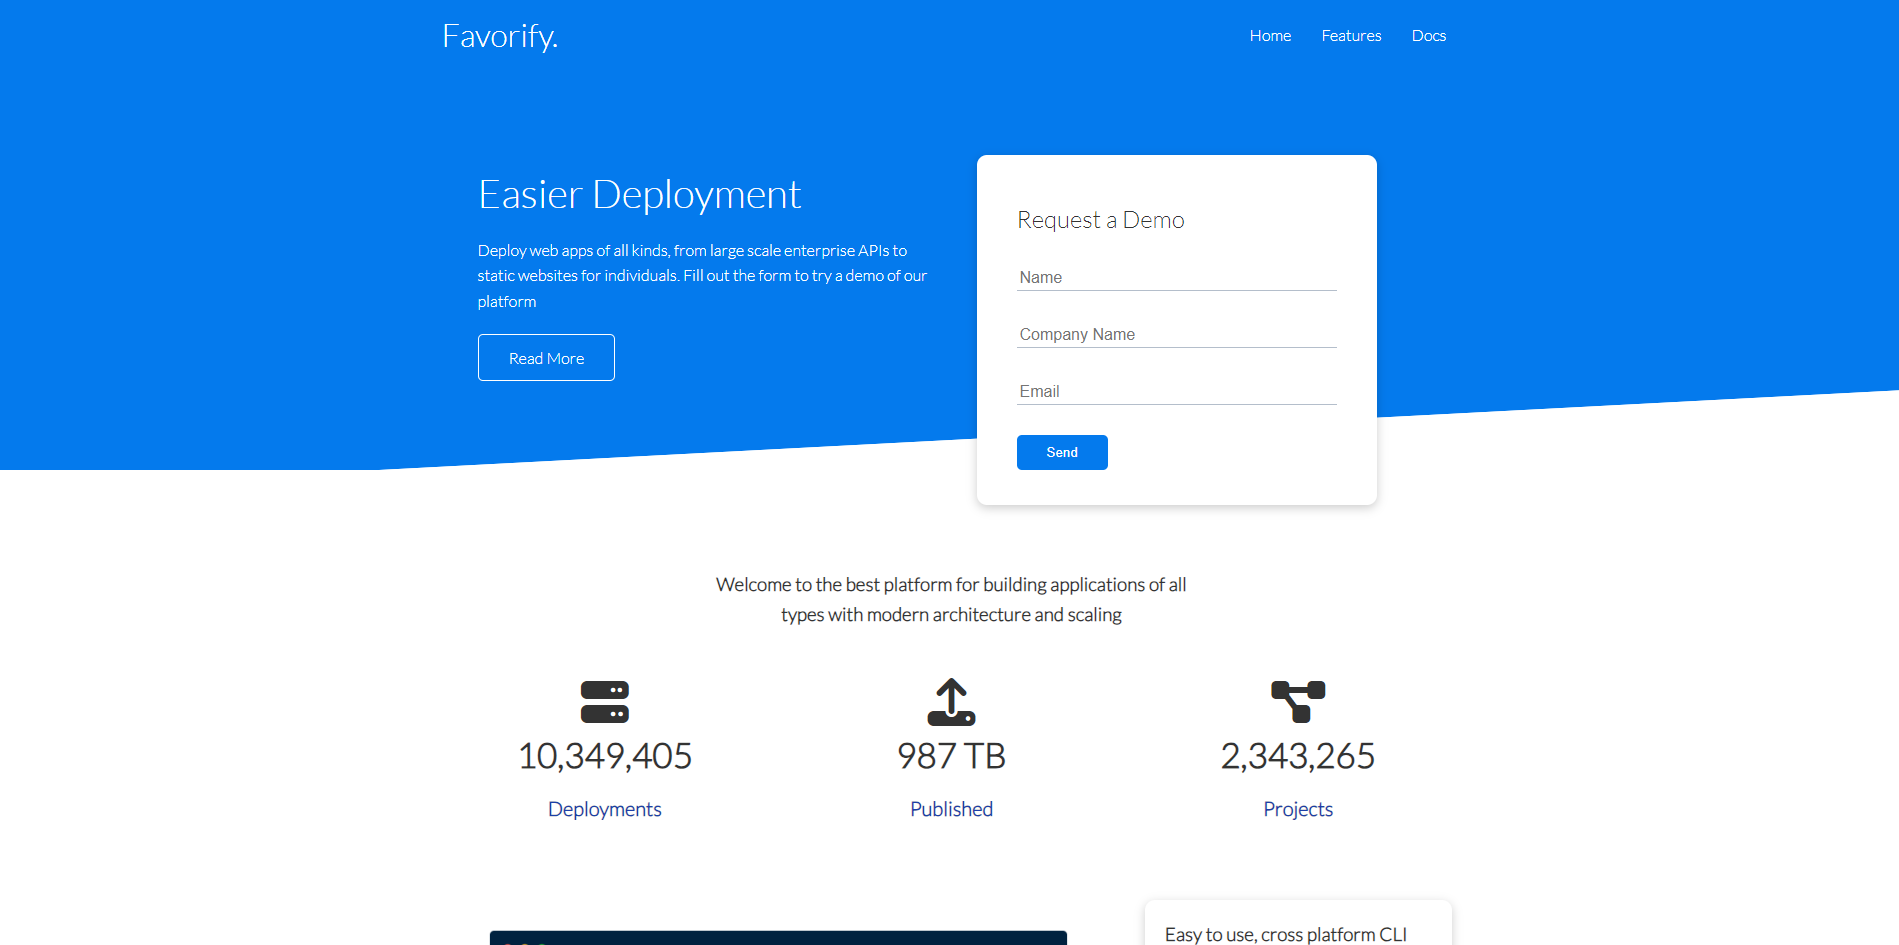 Favorify.
Home
Features
Docs
Easier Deployment
Deploy web apps of all kinds, from large scale enterprise APIs to
static websites for individuals. Fill out the form to try a demo of our
platform
Read More
Request a Demo
Name
Company Name
Email
Send
Welcome to the best platform for building applications of all
types with modern architecture and scaling
10,349,405
Deployments
987 TB
Published
2,343,265
Projects
Easy to use, cross platform CLI